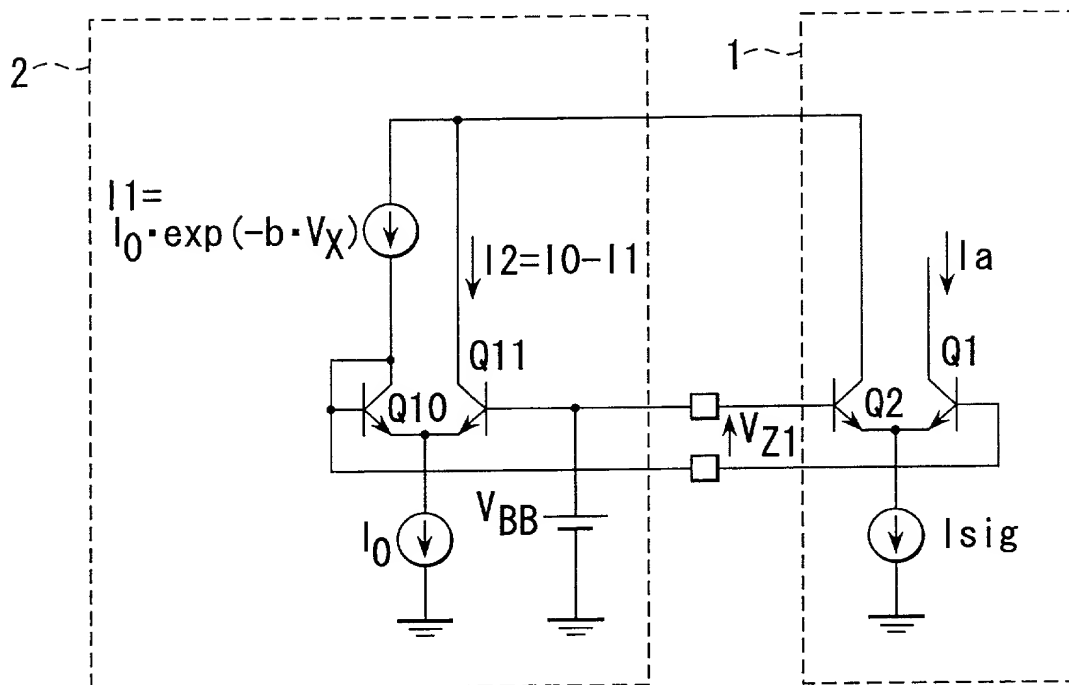 2
1
I1=
I0·exp(-b·VX)
I2=I0-I1
Ia
Q11
Q1
Q10
Q2
VZ1
VBB
I0
Isig